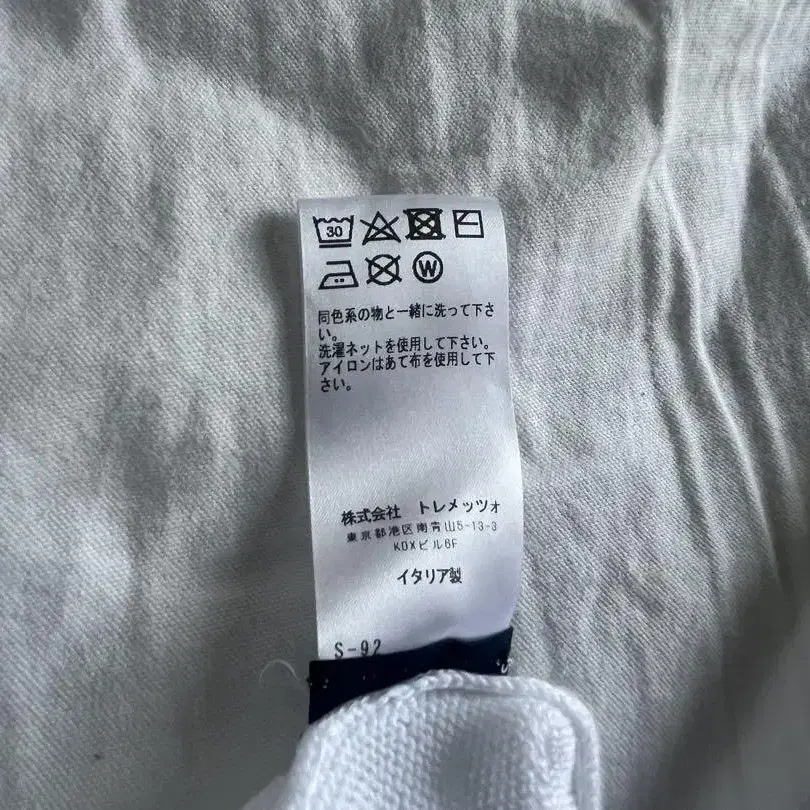 30
W
同色系の物と一緒に洗って下さ
い。
洗濯ネットを使用して下さい。
アイロンはあて布を使用して下
さい。
株式会社 トレメッツォ
東京都港区南青山5-13-3
KDXビル6F
イタリア製
S-92